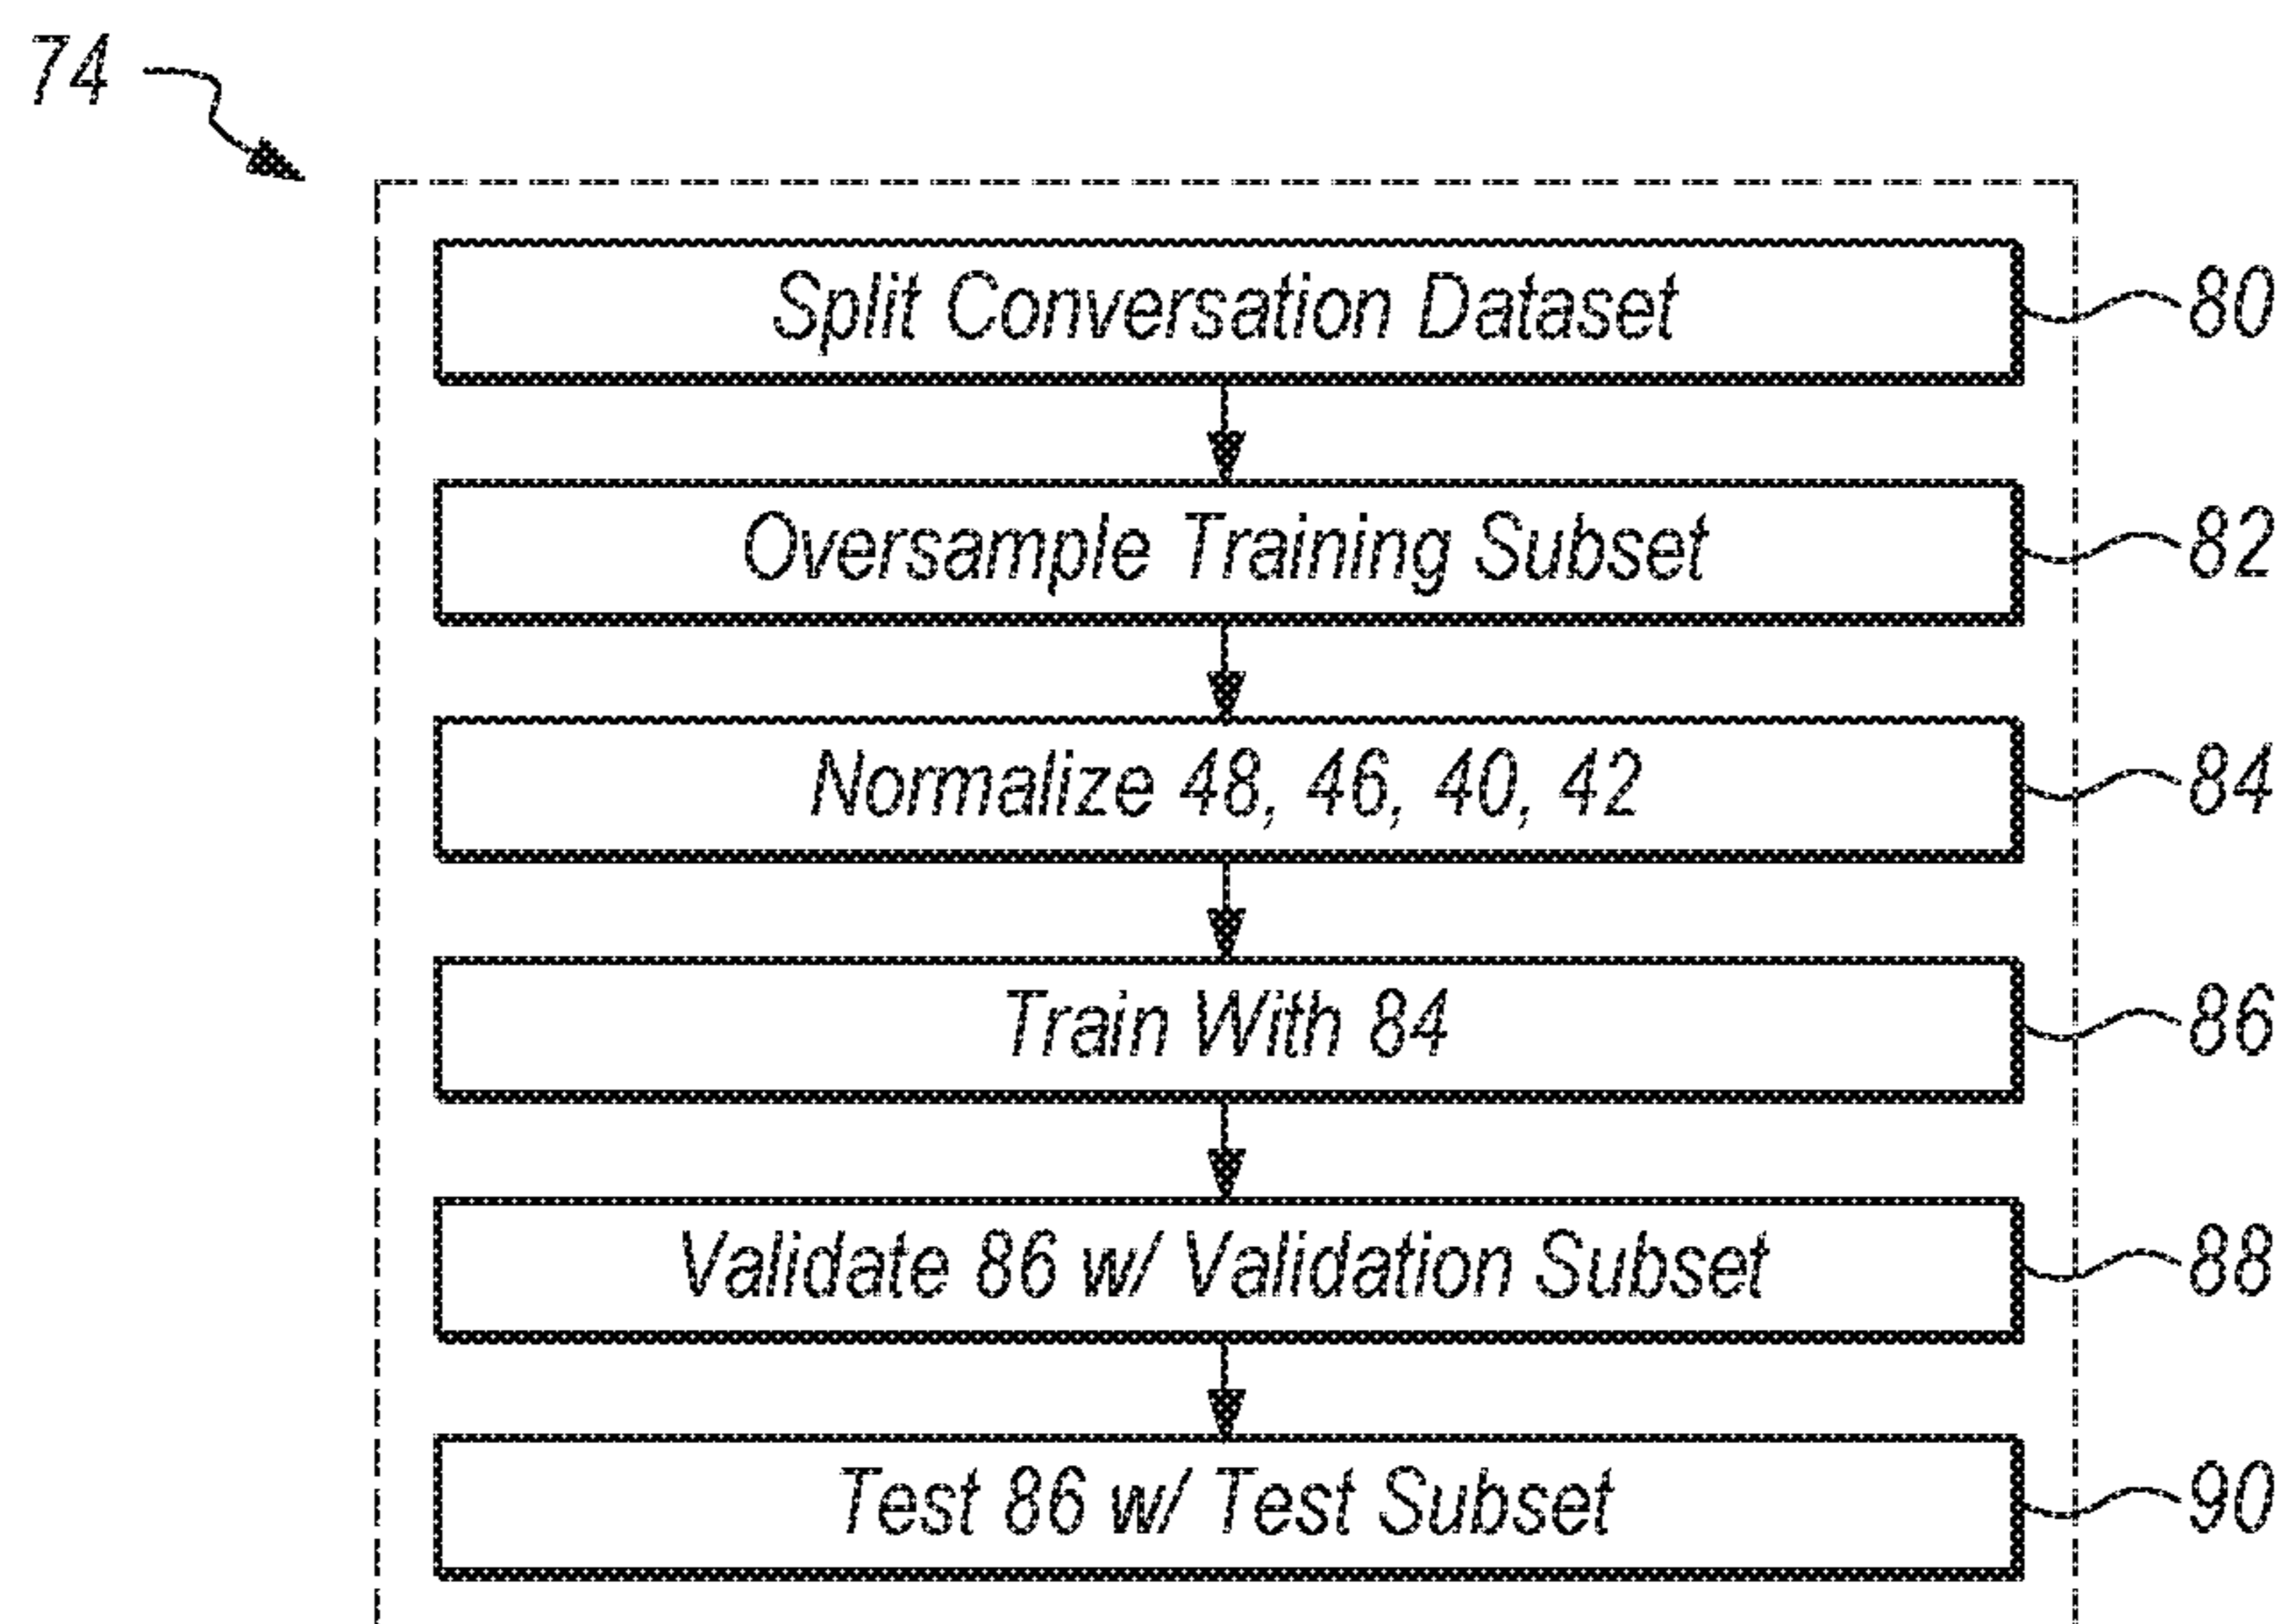 74
Split Conversation Dataset 80
Oversample Training Subset 82
Normalize 48, 46, 40, 42 84
Train With 84 86
Validate 86 w/ Validation Subset 88
Test 86 w/ Test Subset 90